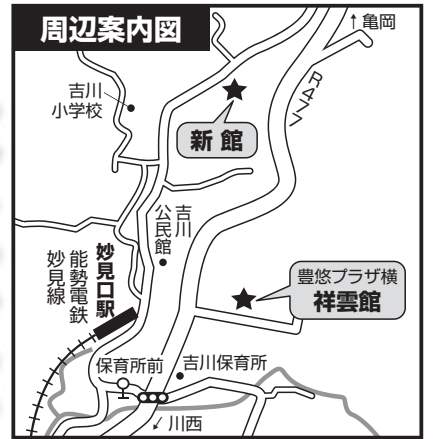 周辺案内図
↑亀岡
吉川
小学校
R477
新館
吉川
公民館
妙見口駅
能勢電鉄
妙見線
豊悠プラザ横
祥雲館
保育所前
吉川保育所
↙川西